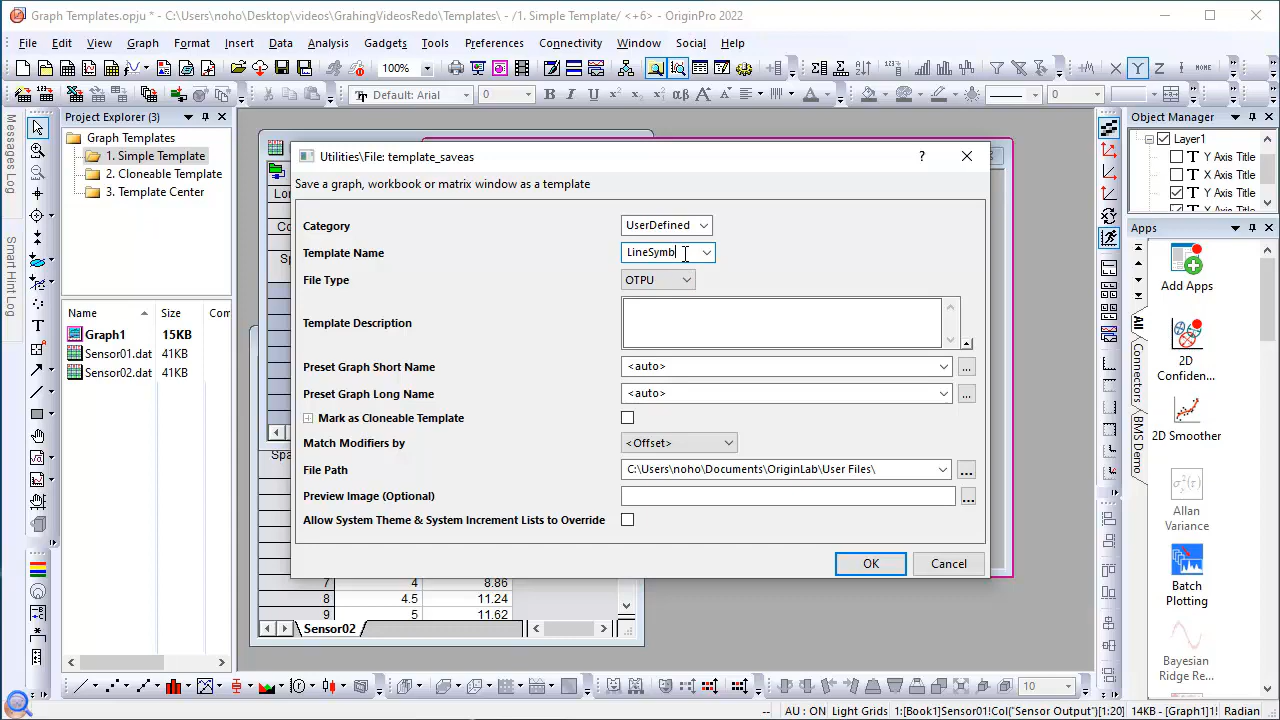 Graph Templates.opju * - C:\Users\noho\Desktop\videos\GrahingVideosRedo\Templates\ - /1. Simple Template/ <+6> - OriginPro 2022
File Edit View Graph Format Insert Data Analysis Gadgets Tools Preferences Connectivity Window Social Help
100%
Default: Arial 0 0
Messages Log
Smart Hint Log
Project Explorer (3)
Graph Templates
1. Simple Template
2. Cloneable Template
3. Template Center
Name Size Com
Graph1 15KB
Sensor01.dat 41KB
Sensor02.dat 41KB
Utilities\File: template_saveas
Save a graph, workbook or matrix window as a template
Category UserDefined
Template Name LineSymb
File Type OTPU
Template Description
Preset Graph Short Name <auto>
Preset Graph Long Name <auto>
Mark as Cloneable Template
Match Modifiers by <Offset>
File Path C:\Users\noho\Documents\OriginLab\User Files\
Preview Image (Optional)
Allow System Theme & System Increment Lists to Override
OK Cancel
7 4 8.86
8 4.5 11.24
9 5 11.62
Sensor02
Object Manager
Layer1
Y Axis Title
X Axis Title
Y Axis Title
Apps
All
Connectors
BMS Demo
Add Apps
2D
Confiden...
2D Smoother
Allan
Variance
Batch
Plotting
Bayesian
Ridge Re...
10
-- AU : ON Light Grids 1:[Book1]Sensor01!Col("Sensor Output")[1:20] 14KB - [Graph1]1! Radian